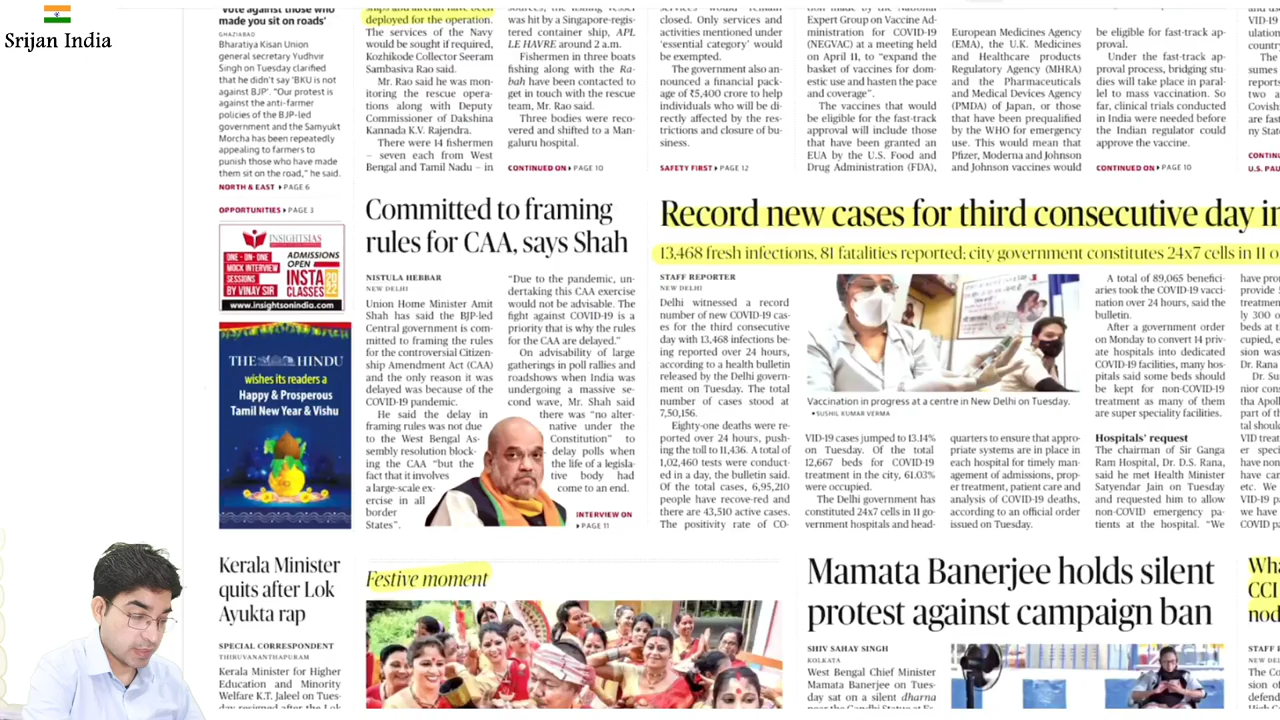 Srijan India
made you sit on roads'
GHAZIABAD
Bharatiya Kisan Union
general secretary Yudhvir
Singh on Tuesday clarified
that he didn't say 'BKU is not
against BJP'. "Our protest is
against the anti-farmer
policies of the BJP-led
government and the Samyukt
Morcha has been repeatedly
appealing to farmers to
punish those who have made
them sit on the road," he said.
NORTH & EAST ▸ PAGE 6
OPPORTUNITIES ▸ PAGE 3
INSIGHTSIAS
ONE-ON-ONE
MOCK INTERVIEW
SESSIONS
BY VINAY SIR
ADMISSIONS
OPEN
INSTA
CLASSES
www.insightsonindia.com
THE HINDU
wishes its readers a
Happy & Prosperous
Tamil New Year & Vishu
deployed for the operation.
The services of the Navy
would be sought if required,
Kozhikode Collector Seeram
Sambasiva Rao said.
Mr. Rao said he was mon-
itoring the rescue opera-
tions along with Deputy
Commissioner of Dakshina
Kannada K.V. Rajendra.
There were 14 fishermen
– seven each from West
Bengal and Tamil Nadu – in
was hit by a Singapore-regis-
tered container ship, APL
LE HAVRE around 2 a.m.
Fishermen in three boats
fishing along with the Ra-
bah have been contacted to
get in touch with the rescue
team, Mr. Rao said.
Three bodies were reco-
vered and shifted to a Man-
galuru hospital.
CONTINUED ON ▸ PAGE 10
closed. Only services and
activities mentioned under
'essential category' would
be exempted.
The government also an-
nounced a financial pack-
age of ₹5,400 crore to help
individuals who will be di-
rectly affected by the res-
trictions and closure of bu-
siness.
SAFETY FIRST ▸ PAGE 12
Expert Group on Vaccine Ad-
ministration for COVID-19
(NEGVAC) at a meeting held
on April 11, to "expand the
basket of vaccines for dom-
estic use and hasten the pace
and coverage".
The vaccines that would
be eligible for the fast-track
approval will include those
that have been granted an
EUA by the U.S. Food and
Drug Administration (FDA),
European Medicines Agency
(EMA), the U.K. Medicines
and Healthcare products
Regulatory Agency (MHRA)
and the Pharmaceuticals
and Medical Devices Agency
(PMDA) of Japan, or those
that have been prequalified
by the WHO for emergency
use. This would mean that
Pfizer, Moderna and Johnson
and Johnson vaccines would
be eligible for fast-track ap-
proval.
Under the fast-track ap-
proval process, bridging stu-
dies will take place in paral-
lel to mass vaccination. So
far, clinical trials conducted
in India were needed before
the Indian regulator could
approve the vaccine.
CONTINUED ON ▸ PAGE 10
Committed to framing
rules for CAA, says Shah
NISTULA HEBBAR
NEW DELHI
Union Home Minister Amit
Shah has said the BJP-led
Central government is com-
mitted to framing the rules
for the controversial Citizen-
ship Amendment Act (CAA)
and the only reason it was
delayed was because of the
COVID-19 pandemic.
He said the delay in
framing rules was not due
to the West Bengal As-
sembly resolution block-
ing the CAA "but the
fact that it involves
a large-scale ex-
ercise in all
border
States".
"Due to the pandemic, un-
dertaking this CAA exercise
would not be advisable. The
fight against COVID-19 is a
priority that is why the rules
for the CAA are delayed."
On advisability of large
gatherings in poll rallies and
roadshows when India was
undergoing a massive se-
cond wave, Mr. Shah said
there was "no alter-
native under the
Constitution" to
delay polls when
the life of a legisla-
tive body had
come to an end.
INTERVIEW ON
▸ PAGE 11
Record new cases for third consecutive day in
13,468 fresh infections, 81 fatalities reported; city government constitutes 24x7 cells in 11
STAFF REPORTER
NEW DELHI
Delhi witnessed a record
number of new COVID-19 cas-
es for the third consecutive
day with 13,468 infections be-
ing reported over 24 hours,
according to a health bulletin
released by the Delhi govern-
ment on Tuesday. The total
number of cases stood at
7,50,156.
Eighty-one deaths were re-
ported over 24 hours, push-
ing the toll to 11,436. A total of
1,02,460 tests were conduct-
ed in a day, the bulletin said.
Of the total cases, 6,95,210
people have reco-vered and
there are 43,510 active cases.
The positivity rate of CO-
Vaccination in progress at a centre in New Delhi on Tuesday.
▪ SUSHIL KUMAR VERMA
VID-19 cases jumped to 13.14%
on Tuesday. Of the total
12,667 beds for COVID-19
treatment in the city, 61.03%
were occupied.
The Delhi government has
constituted 24x7 cells in 11 go-
vernment hospitals and head-
quarters to ensure that appro-
priate systems are in place in
each hospital for timely man-
agement of admissions, prop-
er treatment, patient care and
analysis of COVID-19 deaths,
according to an official order
issued on Tuesday.
A total of 89,065 benefici-
aries took the COVID-19 vacci-
nation over 24 hours, said the
bulletin.
After a government order
on Monday to convert 14 priv-
ate hospitals into dedicated
COVID-19 facilities, many hos-
pitals said some beds should
be kept for non-COVID-19
treatment as many of them
are super speciality facilities.
Hospitals' request
The chairman of Sir Ganga
Ram Hospital, Dr. D.S. Rana,
said he met Health Minister
Satyendar Jain on Tuesday
and requested him to allow
non-COVID emergency pa-
tients at the hospital. "We
Kerala Minister
quits after Lok
Ayukta rap
SPECIAL CORRESPONDENT
THIRUVANANTHAPURAM
Kerala Minister for Higher
Education and Minority
Welfare K.T. Jaleel on Tues-
Festive moment
Mamata Banerjee holds silent
protest against campaign ban
SHIV SAHAY SINGH
KOLKATA
West Bengal Chief Minister
Mamata Banerjee on Tues-
day sat on a silent dharna
CCI